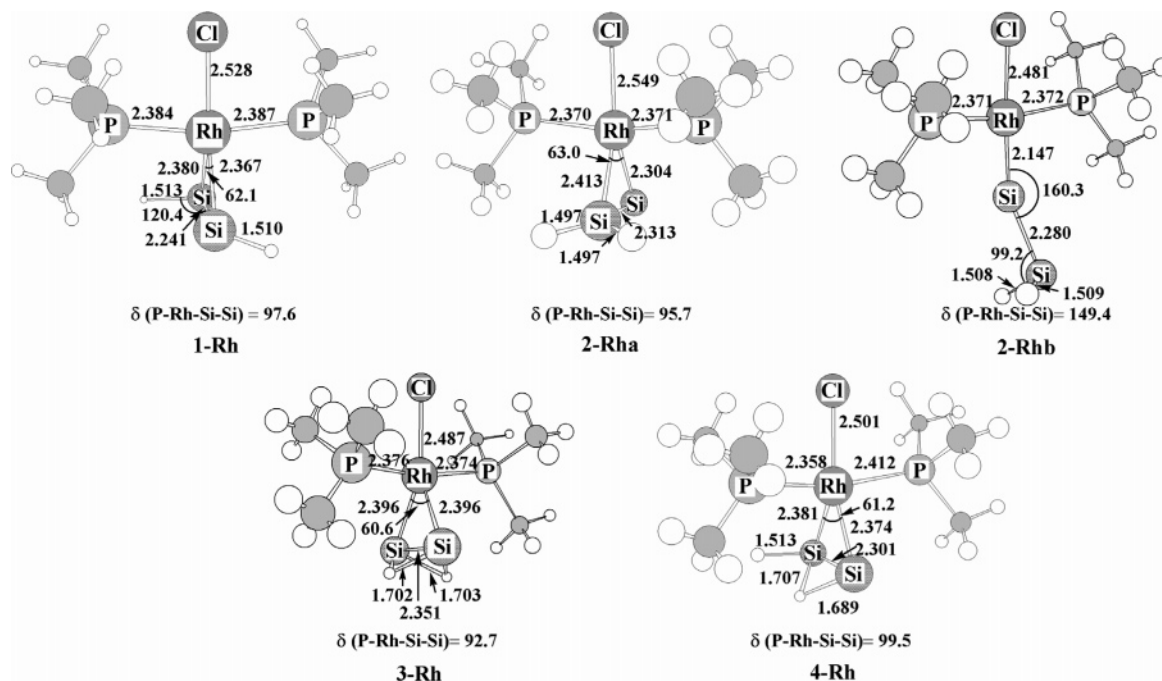 Cl
2.528
2.384
2.387
P
Rh
P
2.380
2.367
1.513
Si
62.1
120.4
Si
1.510
2.241
δ (P-Rh-Si-Si) = 97.6
1-Rh
Cl
2.549
2.370
2.371
P
Rh
P
63.0
2.304
2.413
Si
1.497
Si
2.313
1.497
δ (P-Rh-Si-Si) = 95.7
2-Rha
Cl
2.481
2.371
2.372
P
Rh
P
2.147
Si
160.3
2.280
99.2
Si
1.508
1.509
δ (P-Rh-Si-Si)= 149.4
2-Rhb
Cl
2.487
2.376
2.374
P
Rh
P
2.396
2.396
60.6
Si
Si
1.702
1.703
2.351
δ (P-Rh-Si-Si)= 92.7
3-Rh
Cl
2.501
2.358
2.412
P
Rh
P
2.381
61.2
2.374
1.513
Si
2.301
Si
1.707
1.689
δ (P-Rh-Si-Si)= 99.5
4-Rh